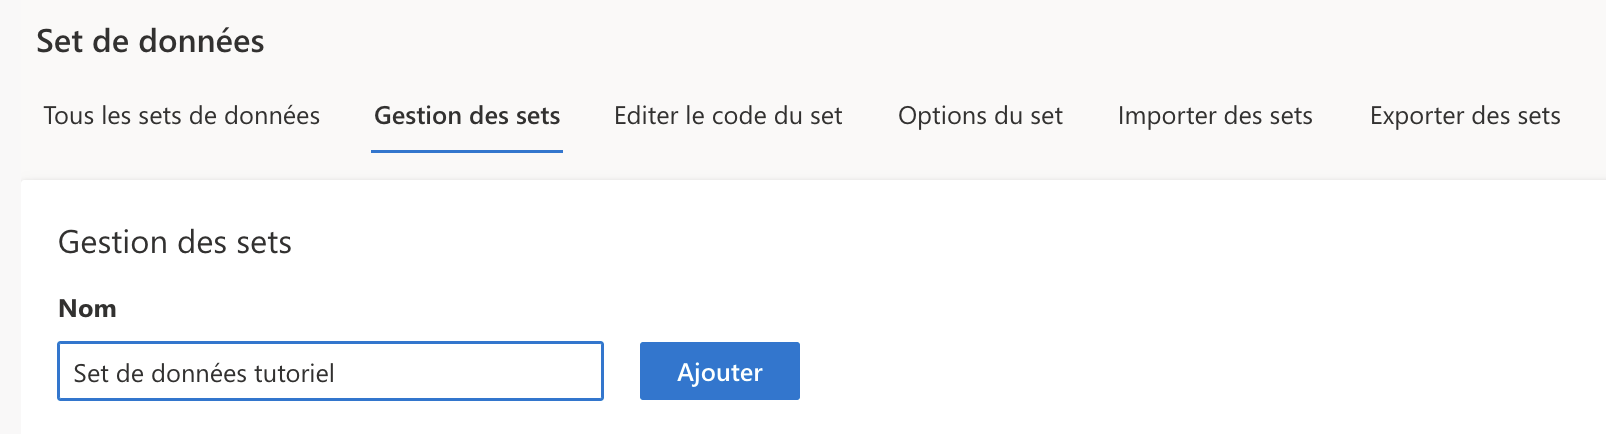 Set de données
Tous les sets de données Gestion des sets Editer le code du set Options du set Importer des sets Exporter des sets
Gestion des sets
Nom
Set de données tutoriel Ajouter